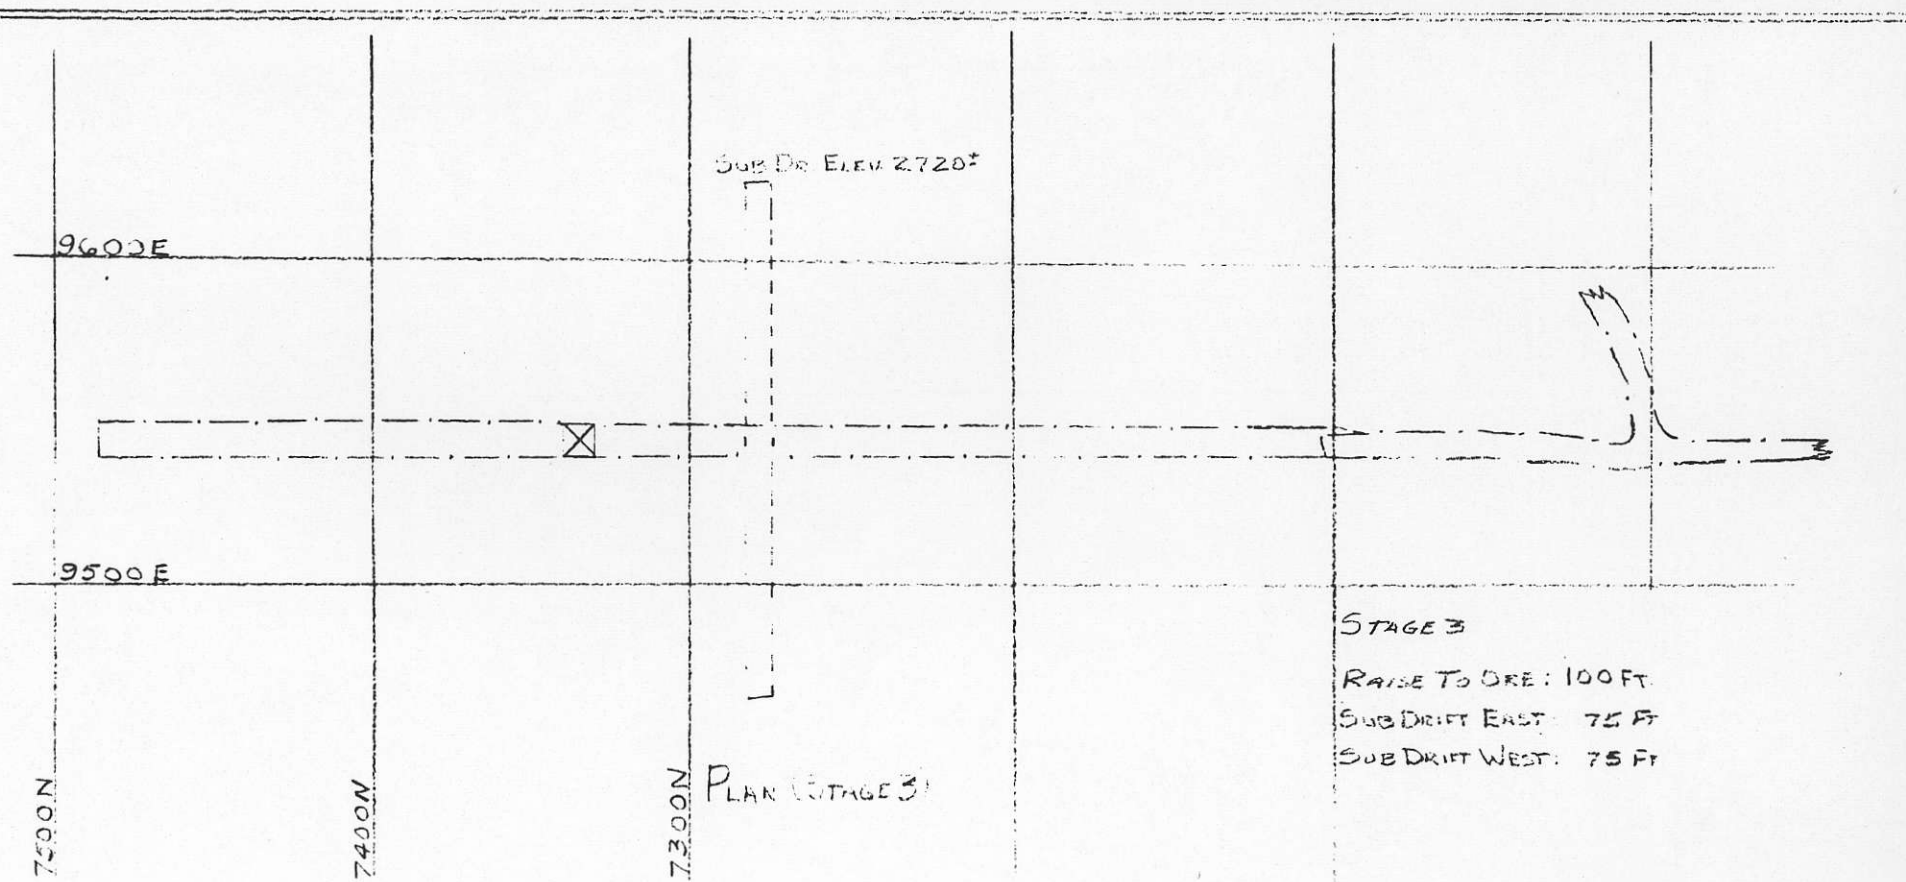 SUB DR. ELEV. 2720±
9600E
9500E
STAGE 3
RAISE TO ORE: 100 FT.
SUB DRIFT EAST: 75 FT
SUB DRIFT WEST: 75 FT
PLAN (STAGE 3)
7500N
7400N
7300N